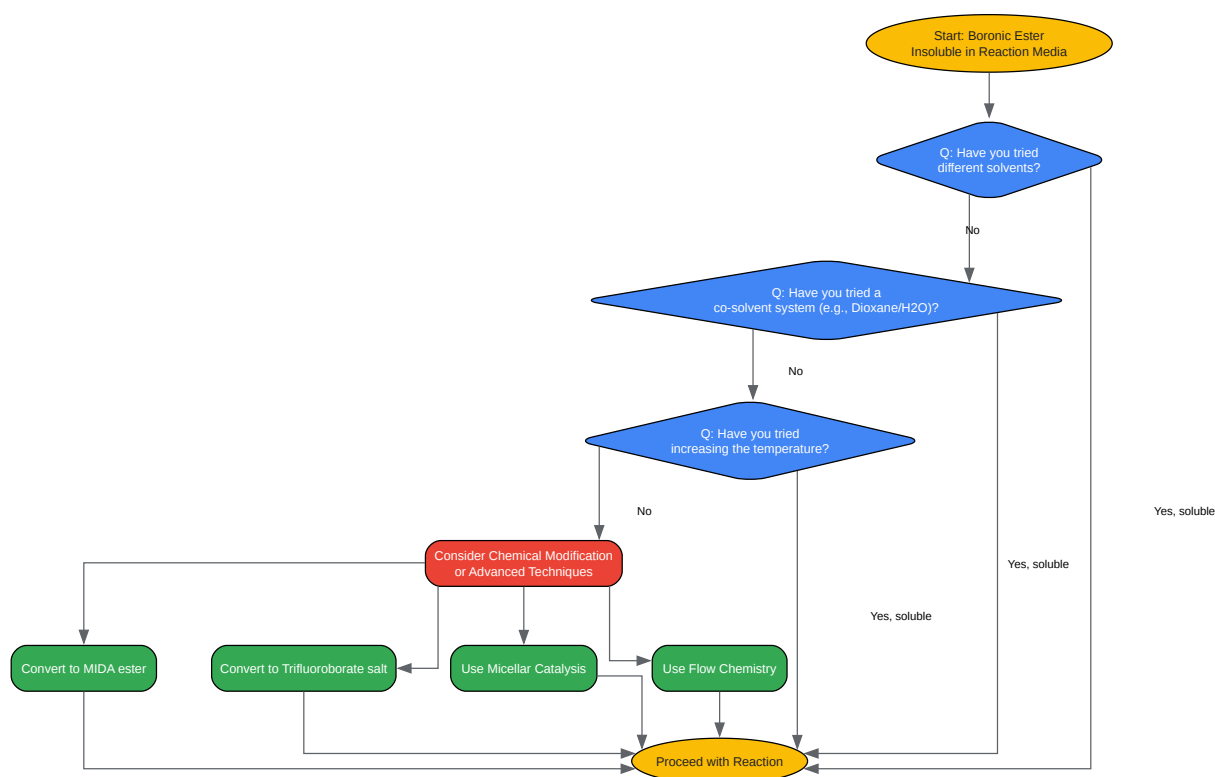 Start: Boronic Ester
Insoluble in Reaction Media
Q: Have you tried
different solvents?
No
Q: Have you tried a
co-solvent system (e.g., Dioxane/H2O)?
No
Q: Have you tried
increasing the temperature?
No
Yes, soluble
Consider Chemical Modification
or Advanced Techniques
Yes, soluble
Yes, soluble
Convert to MIDA ester
Convert to Trifluoroborate salt
Use Micellar Catalysis
Use Flow Chemistry
Proceed with Reaction